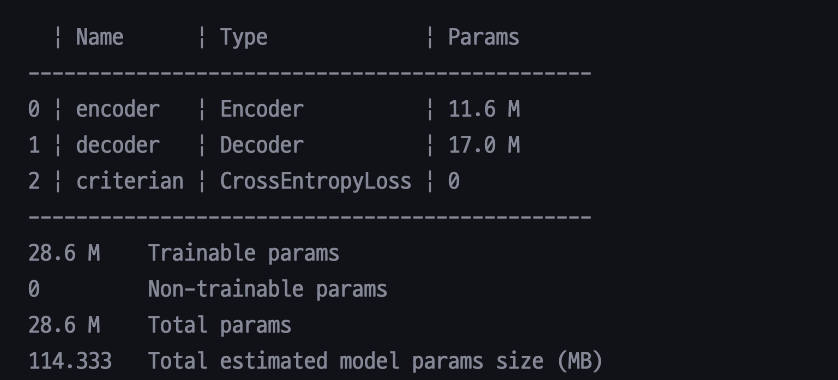 | Name      | Type             | Params
-----------------------------------------------
0 | encoder   | Encoder          | 11.6 M
1 | decoder   | Decoder          | 17.0 M
2 | criterian | CrossEntropyLoss | 0
-----------------------------------------------
28.6 M    Trainable params
0         Non-trainable params
28.6 M    Total params
114.333   Total estimated model params size (MB)